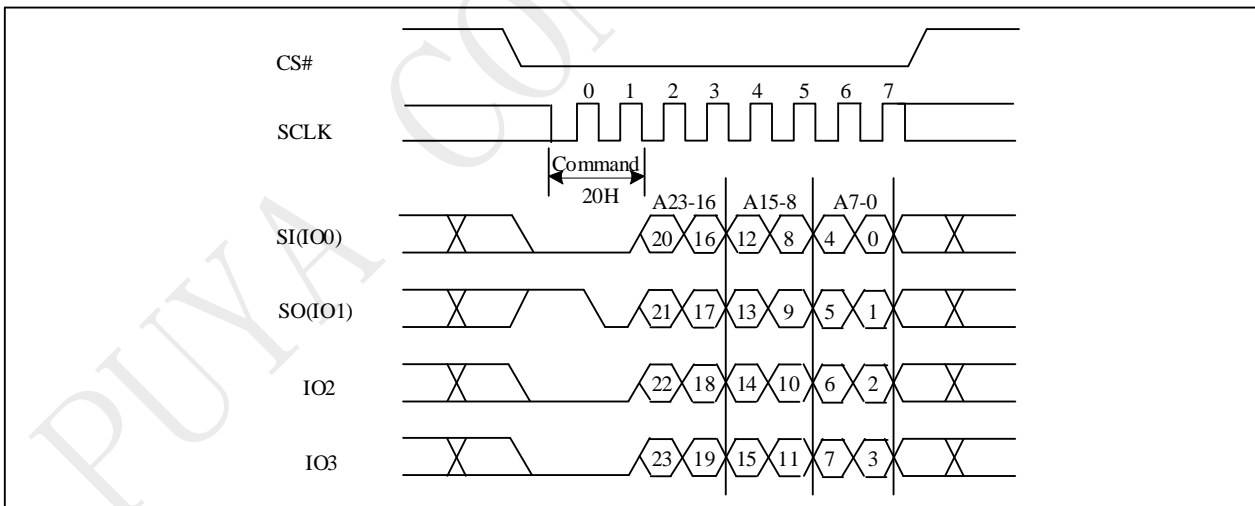 CS#
0 1 2 3 4 5 6 7
SCLK
Command
20H
A23-16 A15-8 A7-0
SI(IO0) 20 16 12 8 4 0
SO(IO1) 21 17 13 9 5 1
IO2 22 18 14 10 6 2
IO3 23 19 15 11 7 3
PUYA